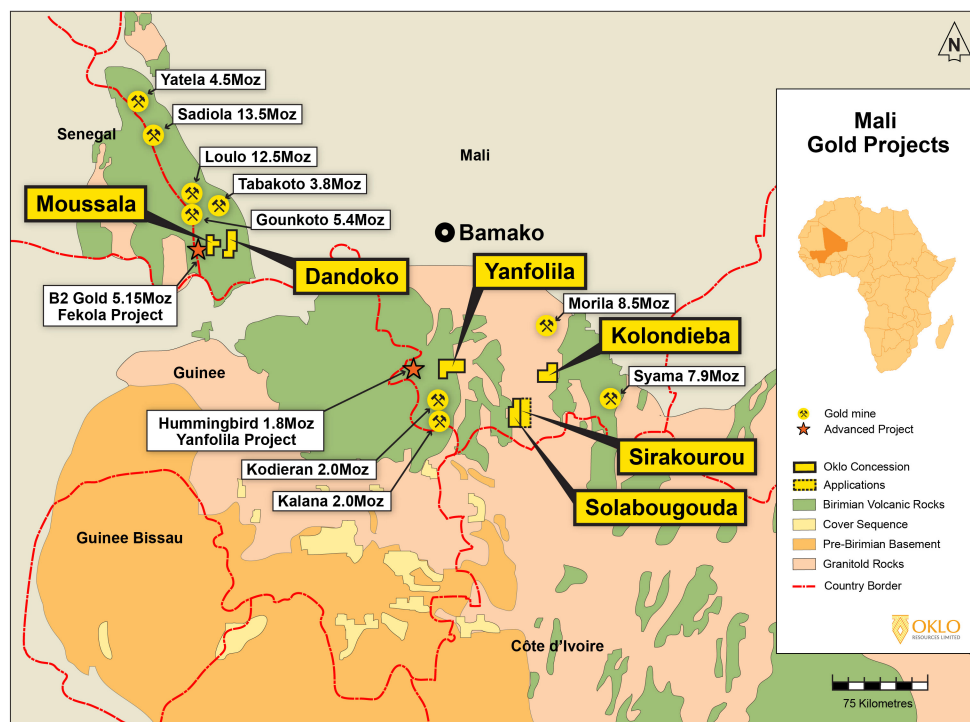 N
Yatela 4.5Moz
Sadiola 13.5Moz
Senegal
Loulo 12.5Moz
Mali
Tabakoto 3.8Moz
Moussala
Gounkoto 5.4Moz
Bamako
Dandoko
Yanfolila
B2 Gold 5.15Moz
Fekola Project
Morila 8.5Moz
Kolondieba
Guinee
Syama 7.9Moz
Hummingbird 1.8Moz
Yanfolila Project
Sirakourou
Kodieran 2.0Moz
Kalana 2.0Moz
Solabougouda
Guinee Bissau
Côte d'Ivoire
Mali
Gold Projects
Gold mine
Advanced Project
Oklo Concession
Applications
Birimian Volcanic Rocks
Cover Sequence
Pre-Birimian Basement
Granitold Rocks
Country Border
OKLO
RESOURCES LIMITED
75 Kilometres